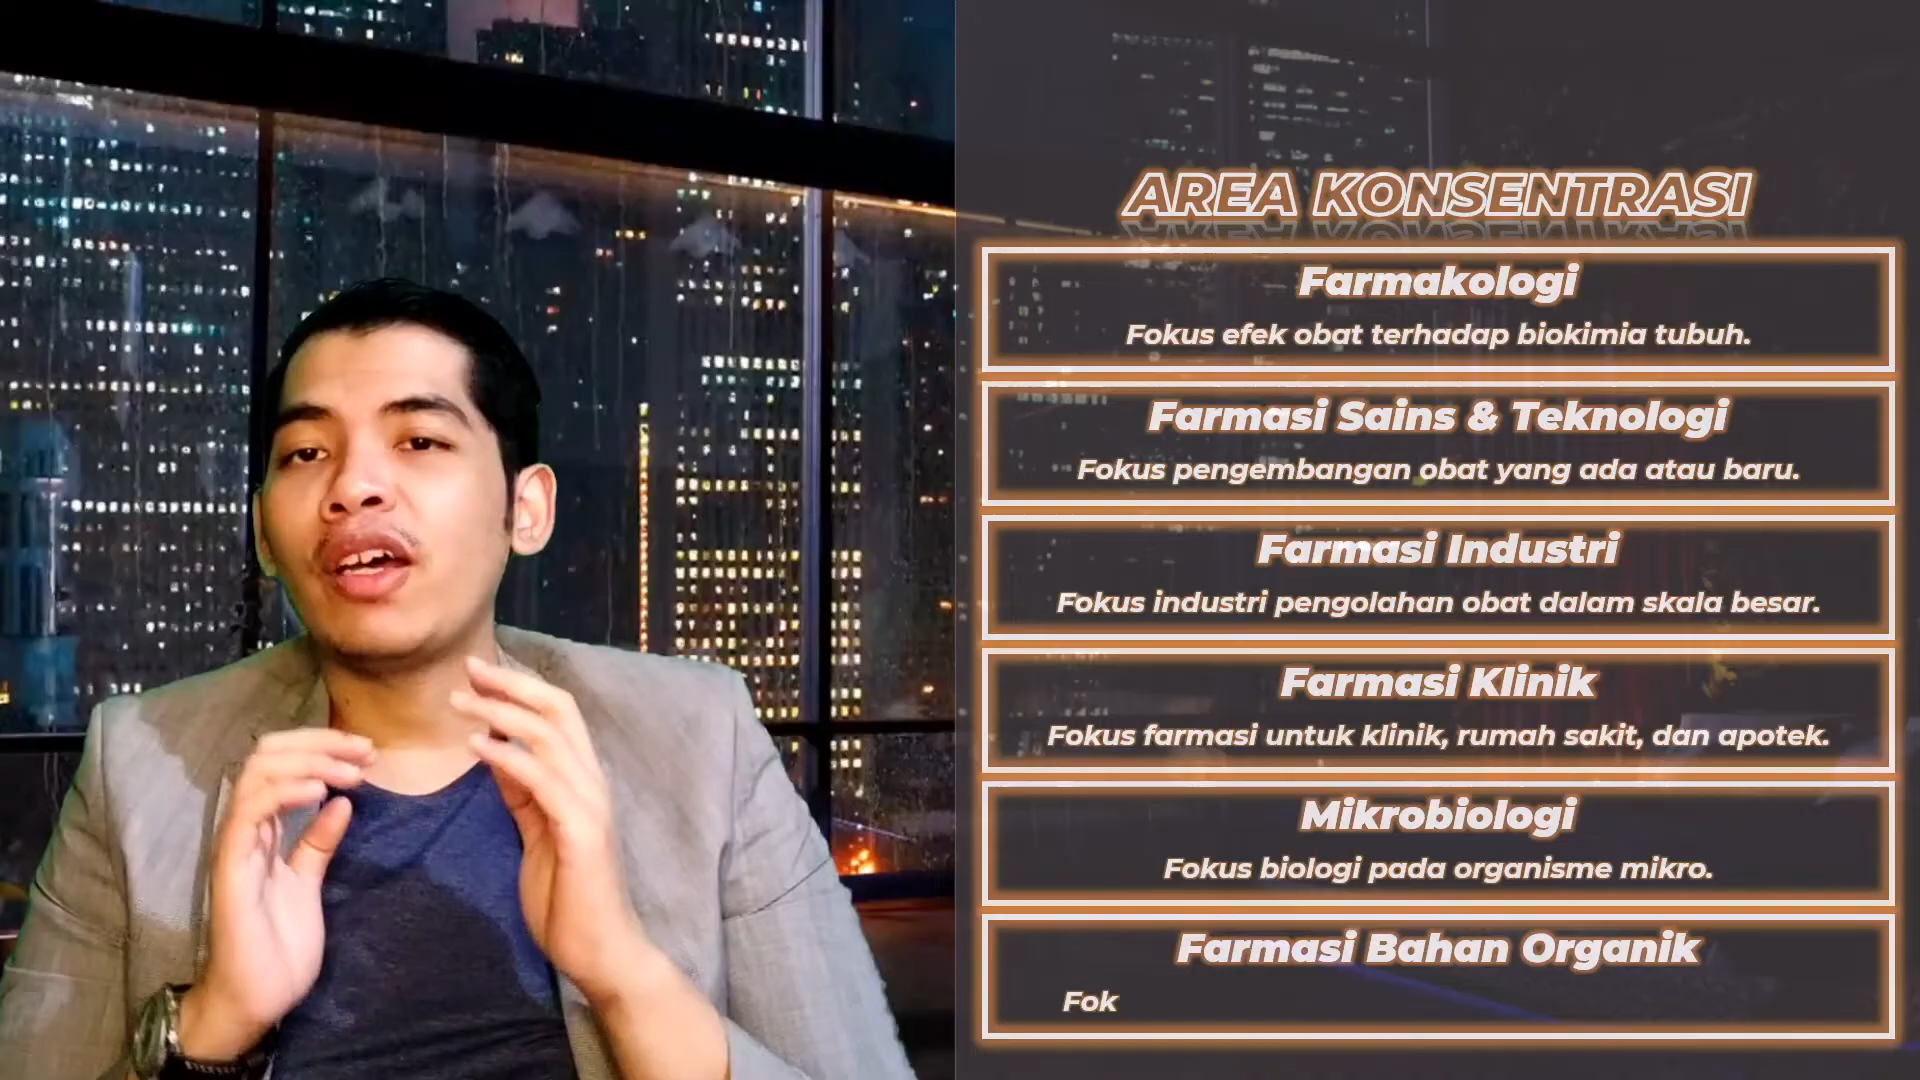 AREA KONSENTRASI
Farmakologi
Fokus efek obat terhadap biokimia tubuh.
Farmasi Sains & Teknologi
Fokus pengembangan obat yang ada atau baru.
Farmasi Industri
Fokus industri pengolahan obat dalam skala besar.
Farmasi Klinik
Fokus farmasi untuk klinik, rumah sakit, dan apotek.
Mikrobiologi
Fokus biologi pada organisme mikro.
Farmasi Bahan Organik
Fok